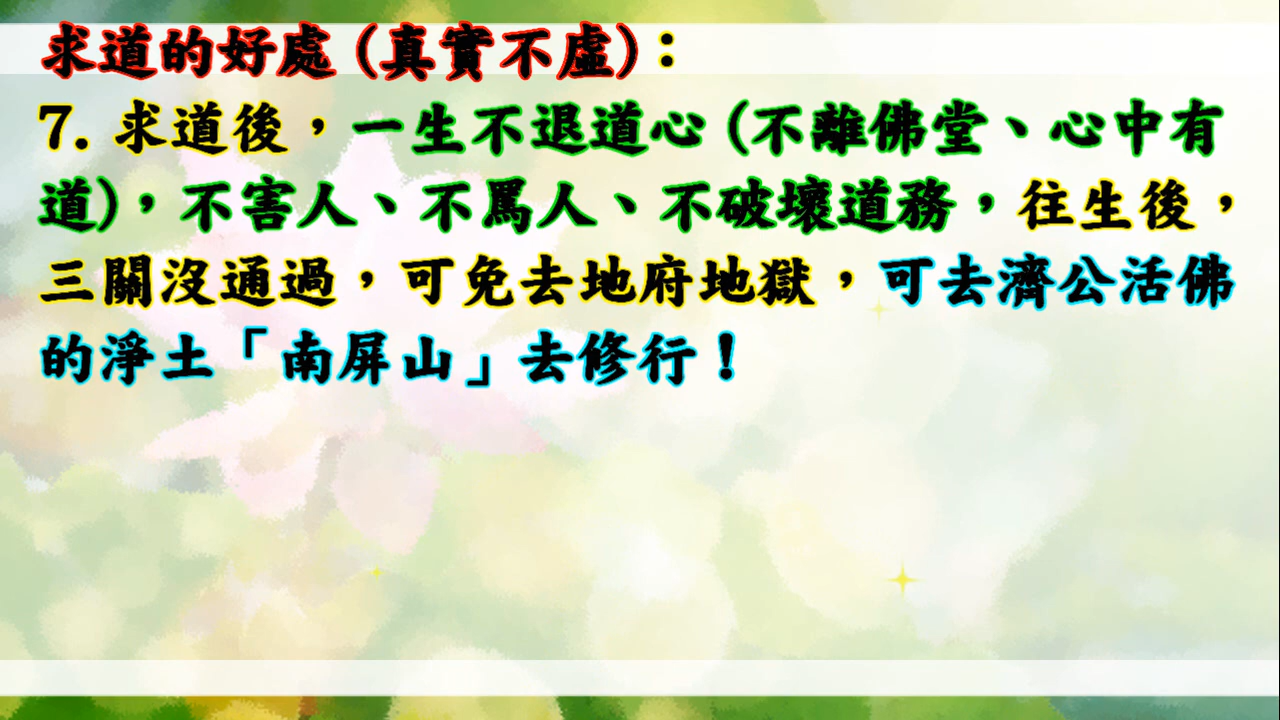 求道的好處(真實不虛)：
7. 求道後，一生不退道心(不離佛堂、心中有
道)，不害人、不罵人、不破壞道務，往生後，
三關沒通過，可免去地府地獄，可去濟公活佛
的淨土「南屏山」去修行！